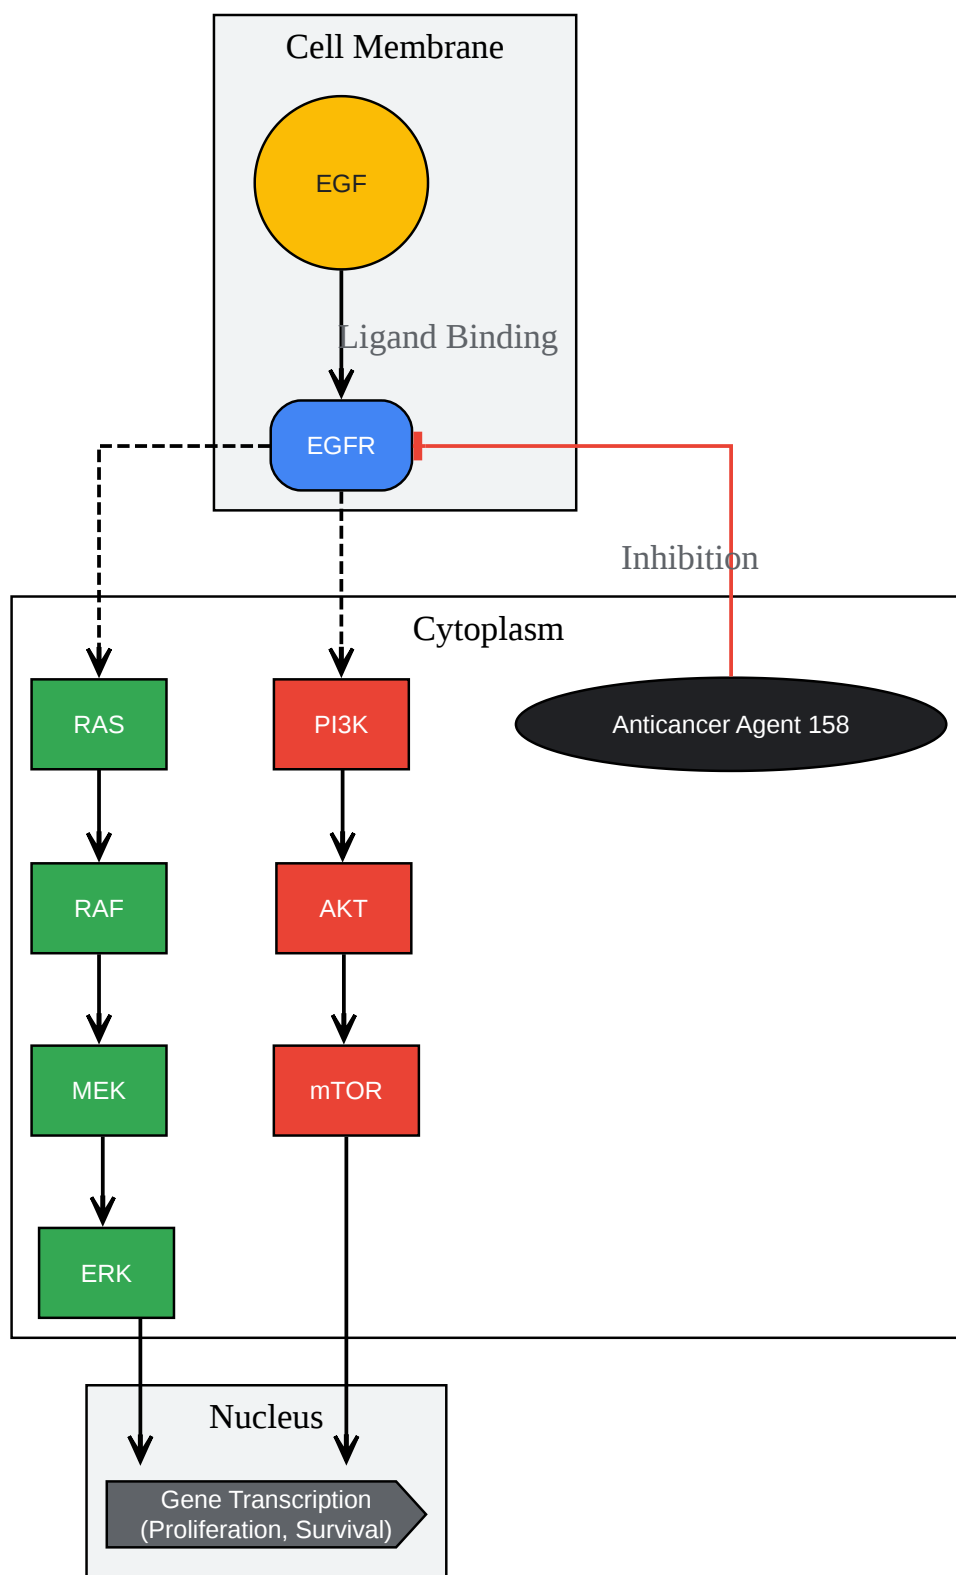 Cell Membrane
EGF
Ligand Binding
EGFR
Inhibition
Cytoplasm
RAS
PI3K
Anticancer Agent 158
RAF
AKT
MEK
mTOR
ERK
Nucleus
Gene Transcription
(Proliferation, Survival)